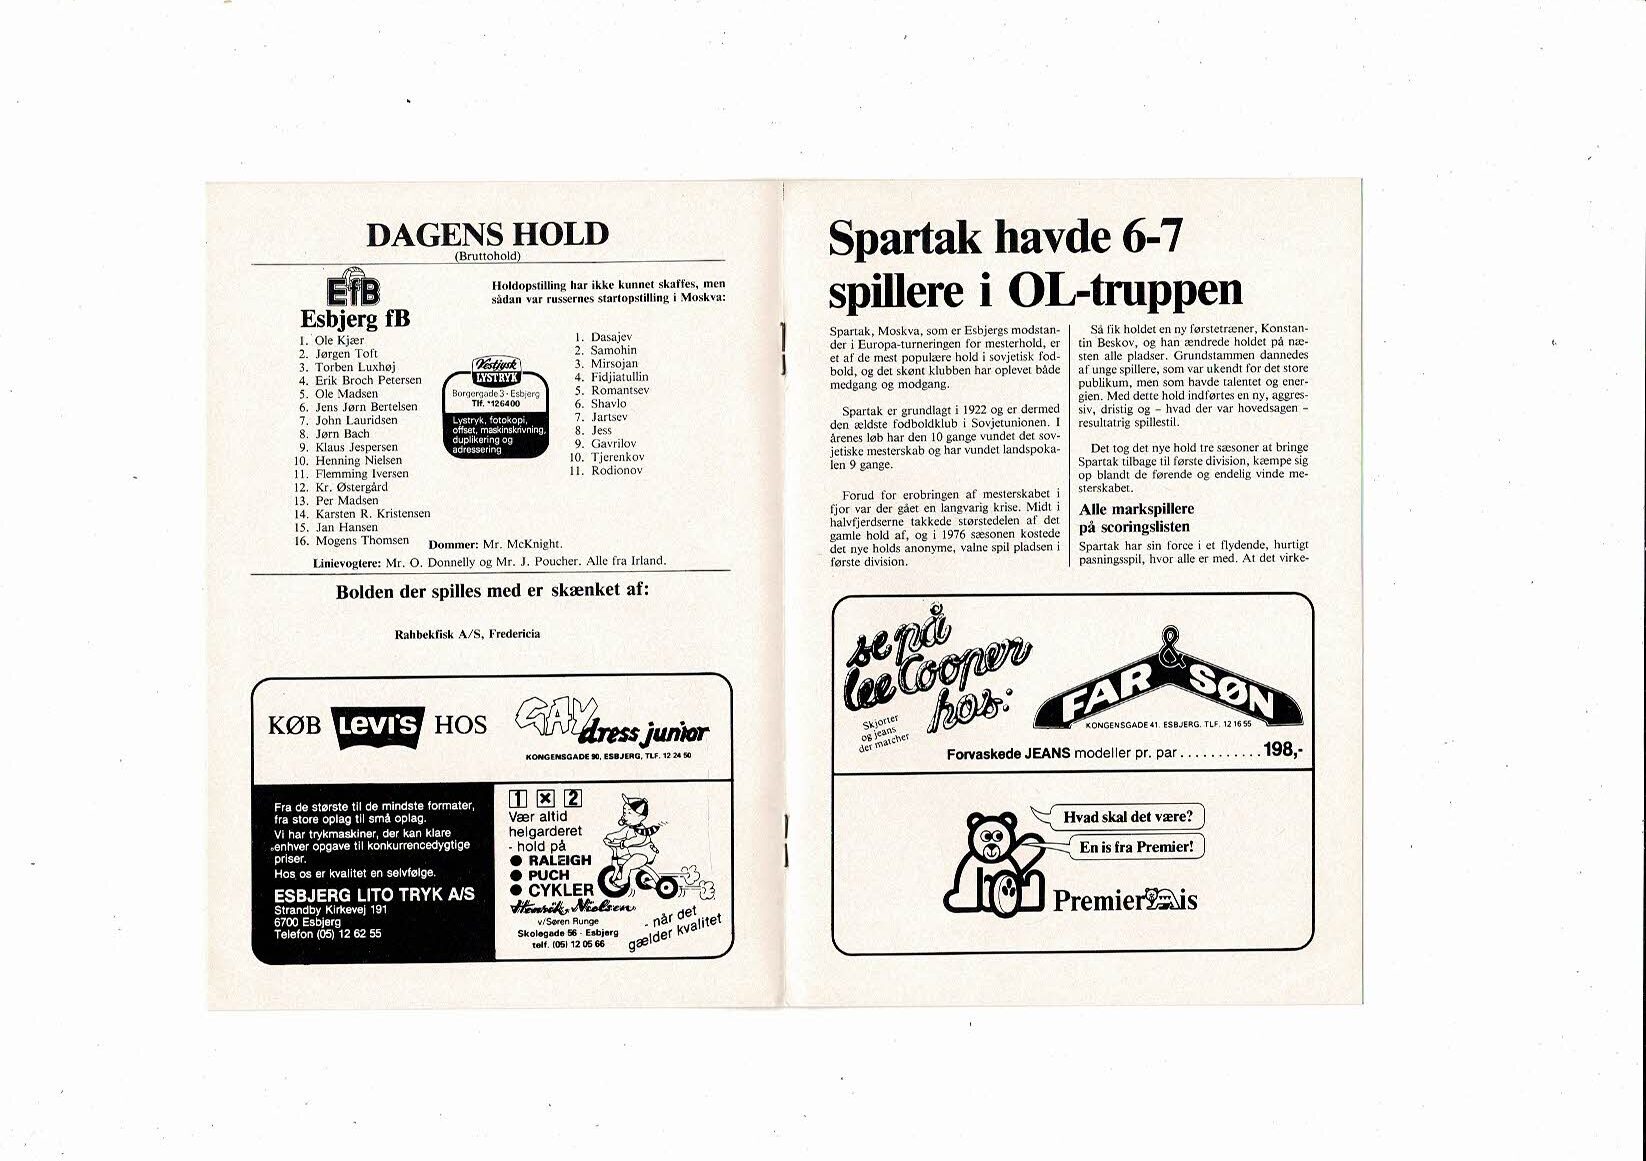 DAGENS HOLD
(Bruttohold)
EfB
Esbjerg fB
1. Ole Kjær
2. Jørgen Toft
3. Torben Luxhøj
4. Erik Broch Petersen
5. Ole Madsen
6. Jens Jørn Bertelsen
7. John Lauridsen
8. Jørn Bach
9. Klaus Jespersen
10. Henning Nielsen
11. Flemming Iversen
12. Kr. Østergård
13. Per Madsen
14. Karsten R. Kristensen
15. Jan Hansen
16. Mogens Thomsen
Holdopstilling har ikke kunnet skaffes, men
sådan var russernes startopstilling i Moskva:
Vestjysk
LYSTRYK
Borgergade 3 - Esbjerg
Tlf. *126400
Lystryk, fotokopi,
offset, maskinskrivning,
duplikering og
adressering
1. Dasajev
2. Samohin
3. Mirsojan
4. Fidjiatullin
5. Romantsev
6. Shavlo
7. Jartsev
8. Jess
9. Gavrilov
10. Tjerenkov
11. Rodionov
Dommer: Mr. McKnight.
Linievogtere: Mr. O. Donnelly og Mr. J. Poucher. Alle fra Irland.
Bolden der spilles med er skænket af:
Rahbekfisk A/S, Fredericia
KØB LEVI'S HOS
GAY dress junior
KONGENSGADE 90, ESBJERG, TLF. 12 24 50
Fra de største til de mindste formater,
fra store oplag til små oplag.
Vi har trykmaskiner, der kan klare
enhver opgave til konkurrencedygtige
priser.
Hos os er kvalitet en selvfølge.
ESBJERG LITO TRYK A/S
Strandby Kirkevej 191
6700 Esbjerg
Telefon (05) 12 62 55
1 x 2
Vær altid
helgarderet
- hold på
● RALEIGH
● PUCH
● CYKLER
Henrik Nielsen
v/Søren Runge
Skolegade 56 - Esbjerg
telf. (05) 12 05 66
- når det
gælder kvalitet
Spartak havde 6-7
spillere i OL-truppen
Spartak, Moskva, som er Esbjergs modstan-
der i Europa-turneringen for mesterhold, er
et af de mest populære hold i sovjetisk fod-
bold, og det skønt klubben har oplevet både
medgang og modgang.
Spartak er grundlagt i 1922 og er dermed
den ældste fodboldklub i Sovjetunionen. I
årenes løb har den 10 gange vundet det sov-
jetiske mesterskab og har vundet landspoka-
len 9 gange.
Forud for erobringen af mesterskabet i
fjor var der gået en langvarig krise. Midt i
halvfjerdserne takkede størstedelen af det
gamle hold af, og i 1976 sæsonen kostede
det nye holds anonyme, valne spil pladsen i
første division.
Så fik holdet en ny førstetræner, Konstan-
tin Beskov, og han ændrede holdet på næ-
sten alle pladser. Grundstammen dannedes
af unge spillere, som var ukendt for det store
publikum, men som havde talentet og ener-
gien. Med dette hold indførtes en ny, aggres-
siv, dristig og – hvad der var hovedsagen –
resultatrig spillestil.
Det tog det nye hold tre sæsoner at bringe
Spartak tilbage til første division, kæmpe sig
op blandt de førende og endelig vinde me-
sterskabet.
Alle markspillere
på scoringslisten
Spartak har sin force i et flydende, hurtigt
pasningsspil, hvor alle er med. At det virke-
se på
Lee Cooper
hos:
Skjorter
og jeans
der matcher
FAR & SØN
KONGENSGADE 41. ESBJERG. TLF. 12 16 55
Forvaskede JEANS modeller pr. par . . . . . . . . . . . 198,-
Hvad skal det være?
En is fra Premier!
Premier is